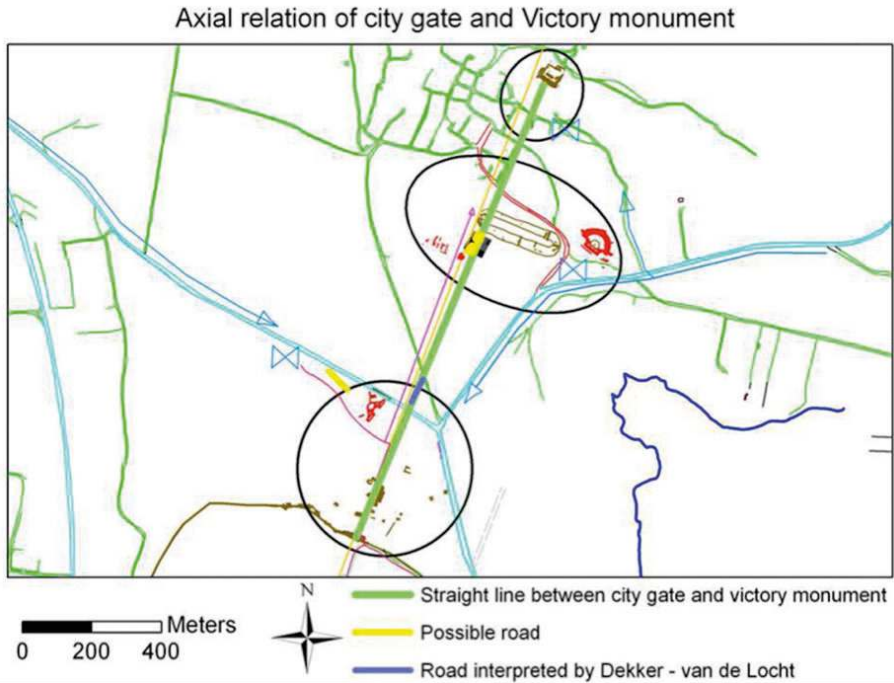 Axial relation of city gate and Victory monument
N
Meters
0 200 400
Straight line between city gate and victory monument
Possible road
Road interpreted by Dekker - van de Locht